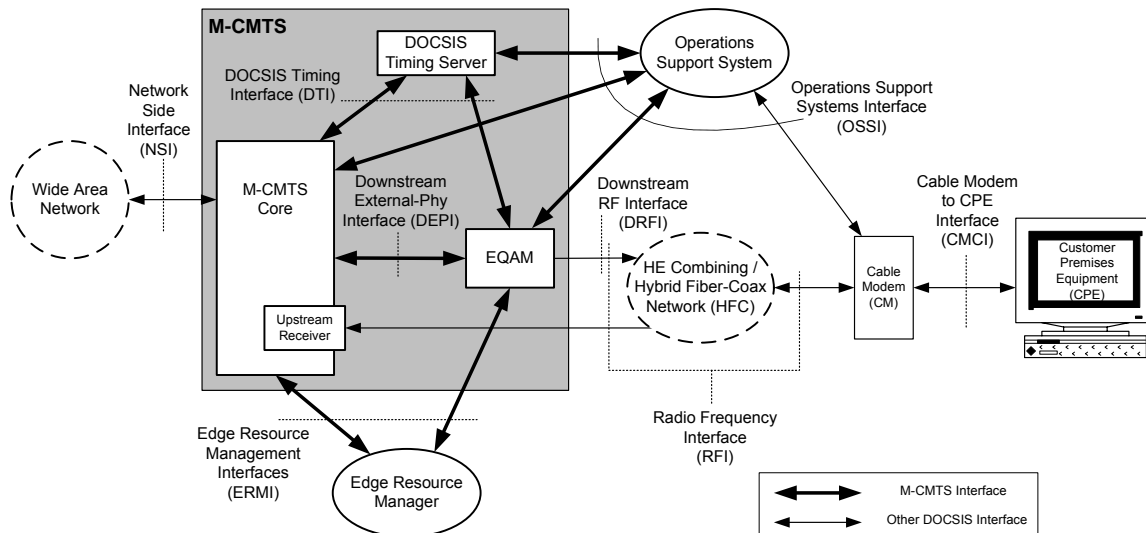 M-CMTS
DOCSIS
Timing Server
Operations
Support System
DOCSIS Timing
Interface (DTI)
Network
Side
Interface
(NSI)
Operations Support
Systems Interface
(OSSI)
Wide Area
Network
M-CMTS
Core
Downstream
External-Phy
Interface (DEPI)
Downstream
RF Interface
(DRFI)
Cable Modem
to CPE
Interface
(CMCI)
EQAM
HE Combining /
Hybrid Fiber-Coax
Network (HFC)
Cable
Modem
(CM)
Customer
Premises
Equipment
(CPE)
Upstream
Receiver
Edge Resource
Management
Interfaces
(ERMI)
Edge Resource
Manager
Radio Frequency
Interface
(RFI)
M-CMTS Interface
Other DOCSIS Interface